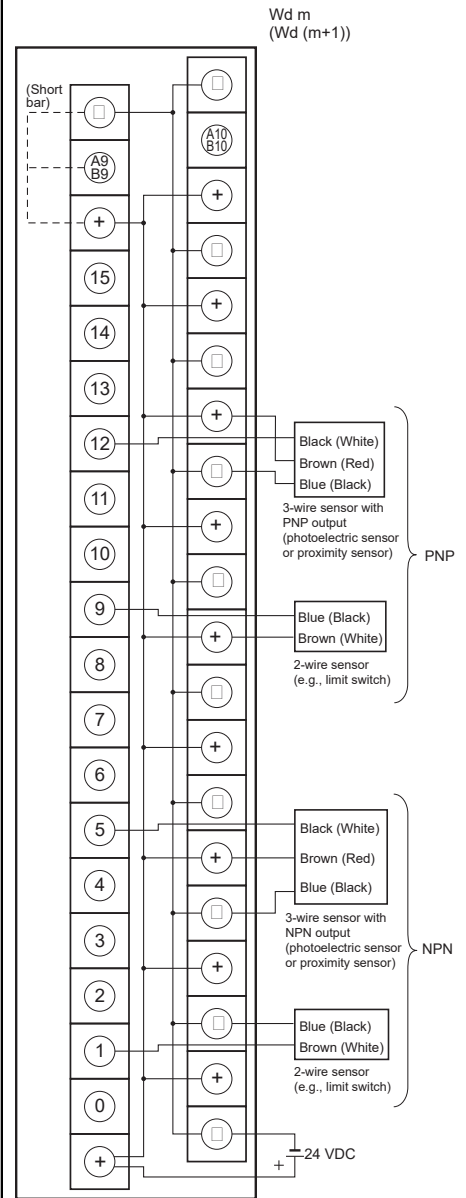 Wd m
(Wd (m+1))
(Short
bar)
A9
B9
+
15
14
13
12
11
10
9
8
7
6
5
4
3
2
1
0
+
A10
B10
+
+
+
+
+
+
+
+
+
Black (White)
Brown (Red)
Blue (Black)
3-wire sensor with
PNP output
(photoelectric sensor
or proximity sensor)
PNP
Blue (Black)
Brown (White)
2-wire sensor
(e.g., limit switch)
Black (White)
Brown (Red)
Blue (Black)
3-wire sensor with
NPN output
(photoelectric sensor
or proximity sensor)
NPN
Blue (Black)
Brown (White)
2-wire sensor
(e.g., limit switch)
24 VDC
+